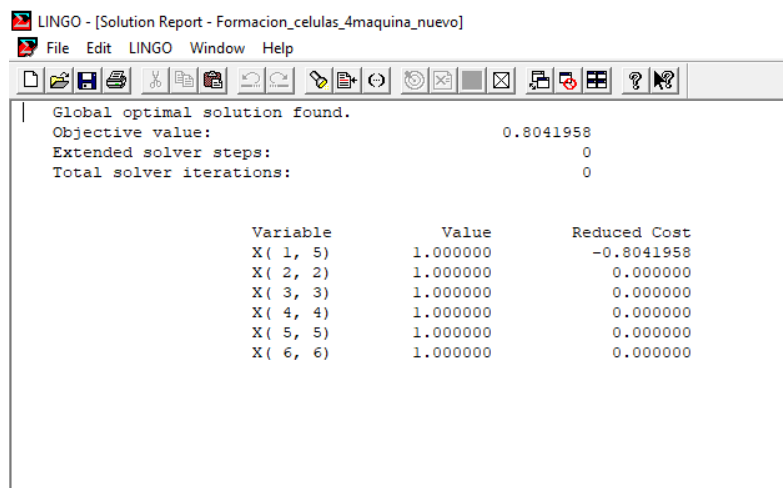 LINGO - [Solution Report - Formacion_celulas_4maquina_nuevo]
File Edit LINGO Window Help
Global optimal solution found.
Objective value: 0.8041958
Extended solver steps: 0
Total solver iterations: 0
Variable Value Reduced Cost
X( 1, 5) 1.000000 -0.8041958
X( 2, 2) 1.000000 0.000000
X( 3, 3) 1.000000 0.000000
X( 4, 4) 1.000000 0.000000
X( 5, 5) 1.000000 0.000000
X( 6, 6) 1.000000 0.000000